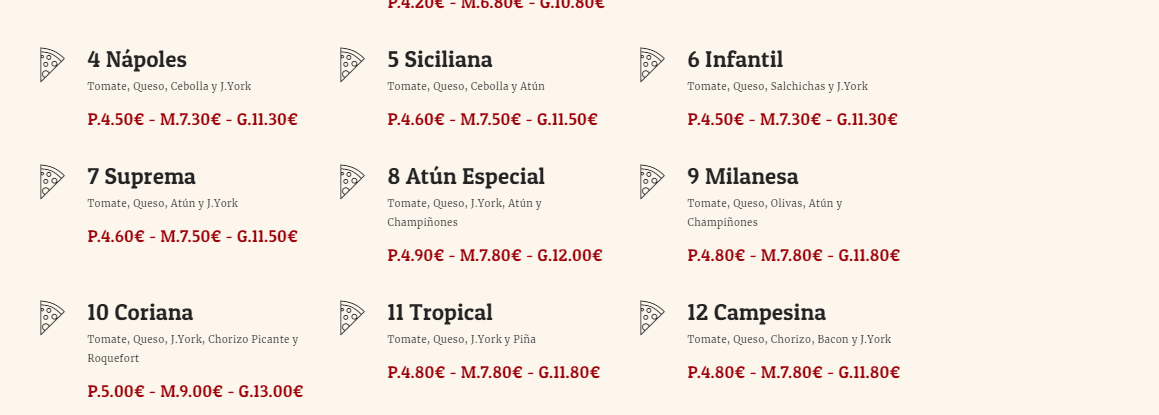 P.4.20€ - M.6.80€ - G.10.80€
4 Nápoles
Tomate, Queso, Cebolla y J.York
P.4.50€ - M.7.30€ - G.11.30€
5 Siciliana
Tomate, Queso, Cebolla y Atún
P.4.60€ - M.7.50€ - G.11.50€
6 Infantil
Tomate, Queso, Salchichas y J.York
P.4.50€ - M.7.30€ - G.11.30€
7 Suprema
Tomate, Queso, Atún y J.York
P.4.60€ - M.7.50€ - G.11.50€
8 Atún Especial
Tomate, Queso, J.York, Atún y
Champiñones
P.4.90€ - M.7.80€ - G.12.00€
9 Milanesa
Tomate, Queso, Olivas, Atún y
Champiñones
P.4.80€ - M.7.80€ - G.11.80€
10 Coriana
Tomate, Queso, J.York, Chorizo Picante y
Roquefort
P.5.00€ - M.9.00€ - G.13.00€
11 Tropical
Tomate, Queso, J.York y Piña
P.4.80€ - M.7.80€ - G.11.80€
12 Campesina
Tomate, Queso, Chorizo, Bacon y J.York
P.4.80€ - M.7.80€ - G.11.80€